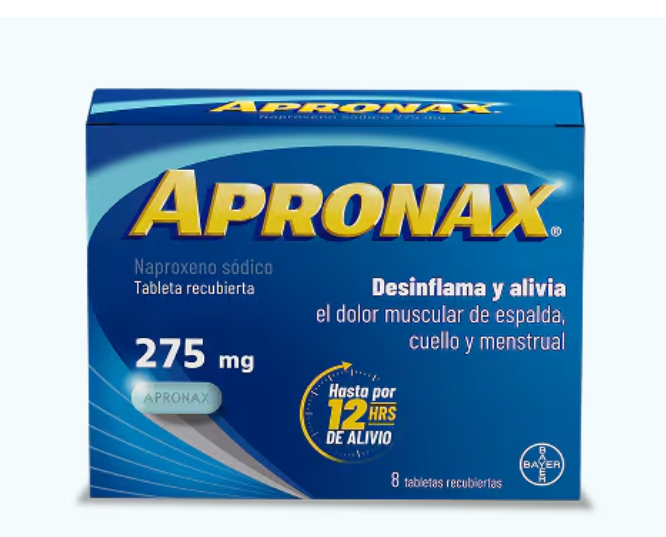 APRONAX
Naproxeno sódico 275 mg
APRONAX®
Naproxeno sódico
Tableta recubierta
Desinflama y alivia
el dolor muscular de espalda,
cuello y menstrual
275 mg
APRONAX
Hasta por
12 HRS
DE ALIVIO
8 tabletas recubiertas
BAYER
BAYER